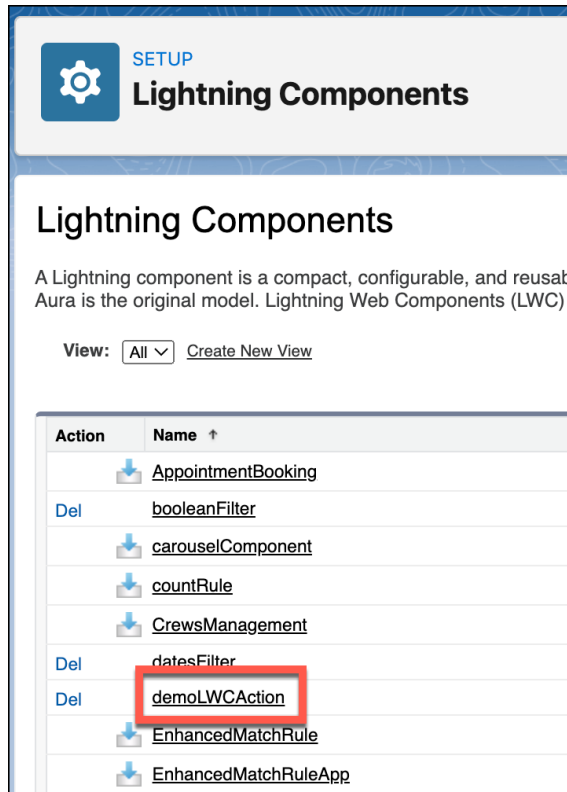 SETUP
Lightning Components
Lightning Components
A Lightning component is a compact, configurable, and
Aura is the original model. Lightning Web Components (LWC)
View: All Create New View
Action Name ↑
AppointmentBooking
Del booleanFilter
carouselComponent
countRule
CrewsManagement
Del datesFilter
Del demoLWCAction
EnhancedMatchRule
EnhancedMatchRuleApp